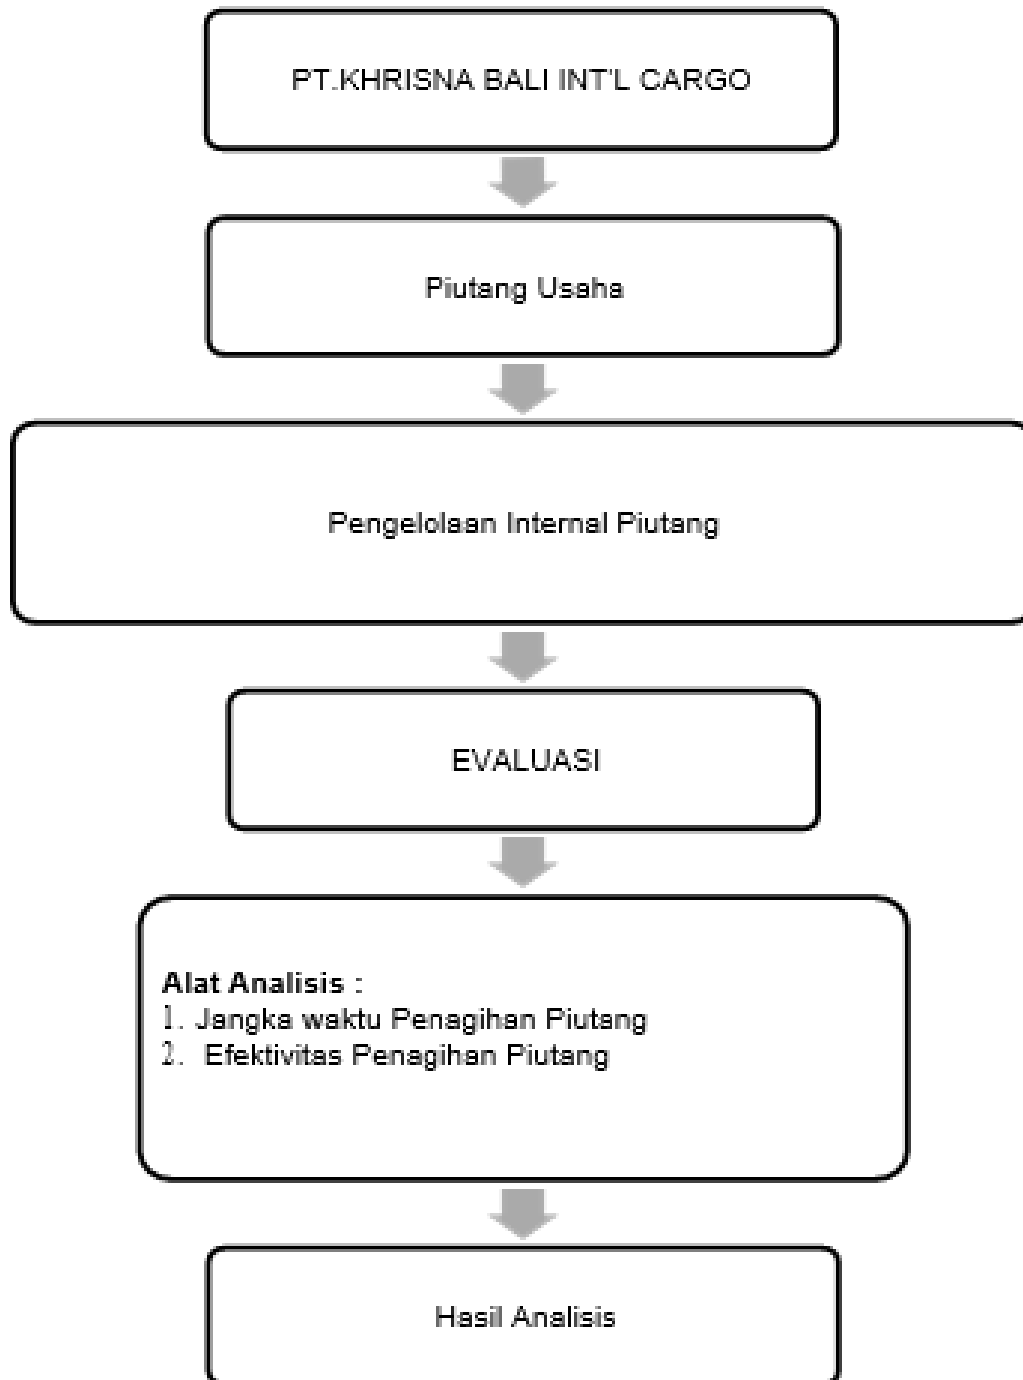 PT.KHRISNA BALI INT'L CARGO
Piutang Usaha
Pengelolaan Internal Piutang
EVALUASI
Alat Analisis :
1. Jangka waktu Penagihan Piutang
2. Efektivitas Penagihan Piutang
Hasil Analisis